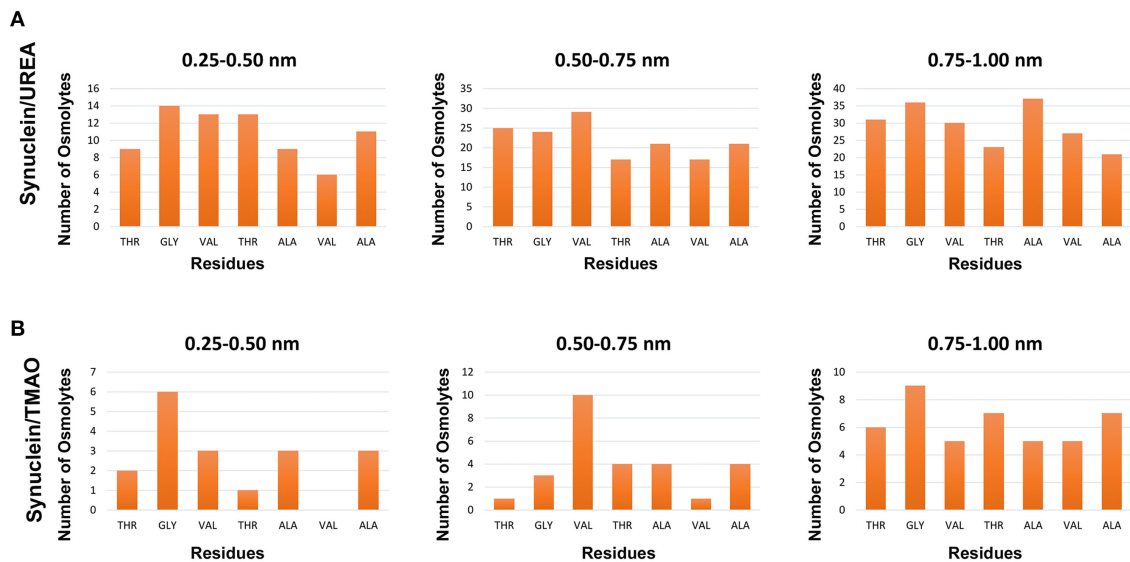 A
Synuclein/UREA
0.25-0.50 nm
Number of Osmolytes
16
14
12
10
8
6
4
2
0
THR GLY VAL THR ALA VAL ALA
Residues
0.50-0.75 nm
Number of Osmolytes
35
30
25
20
15
10
5
0
THR GLY VAL THR ALA VAL ALA
Residues
0.75-1.00 nm
Number of Osmolytes
40
35
30
25
20
15
10
5
0
THR GLY VAL THR ALA VAL ALA
Residues
B
Synuclein/TMAO
0.25-0.50 nm
Number of Osmolytes
7
6
5
4
3
2
1
0
THR GLY VAL THR ALA VAL ALA
Residues
0.50-0.75 nm
Number of Osmolytes
12
10
8
6
4
2
0
THR GLY VAL THR ALA VAL ALA
Residues
0.75-1.00 nm
Number of Osmolytes
10
8
6
4
2
0
THR GLY VAL THR ALA VAL ALA
Residues